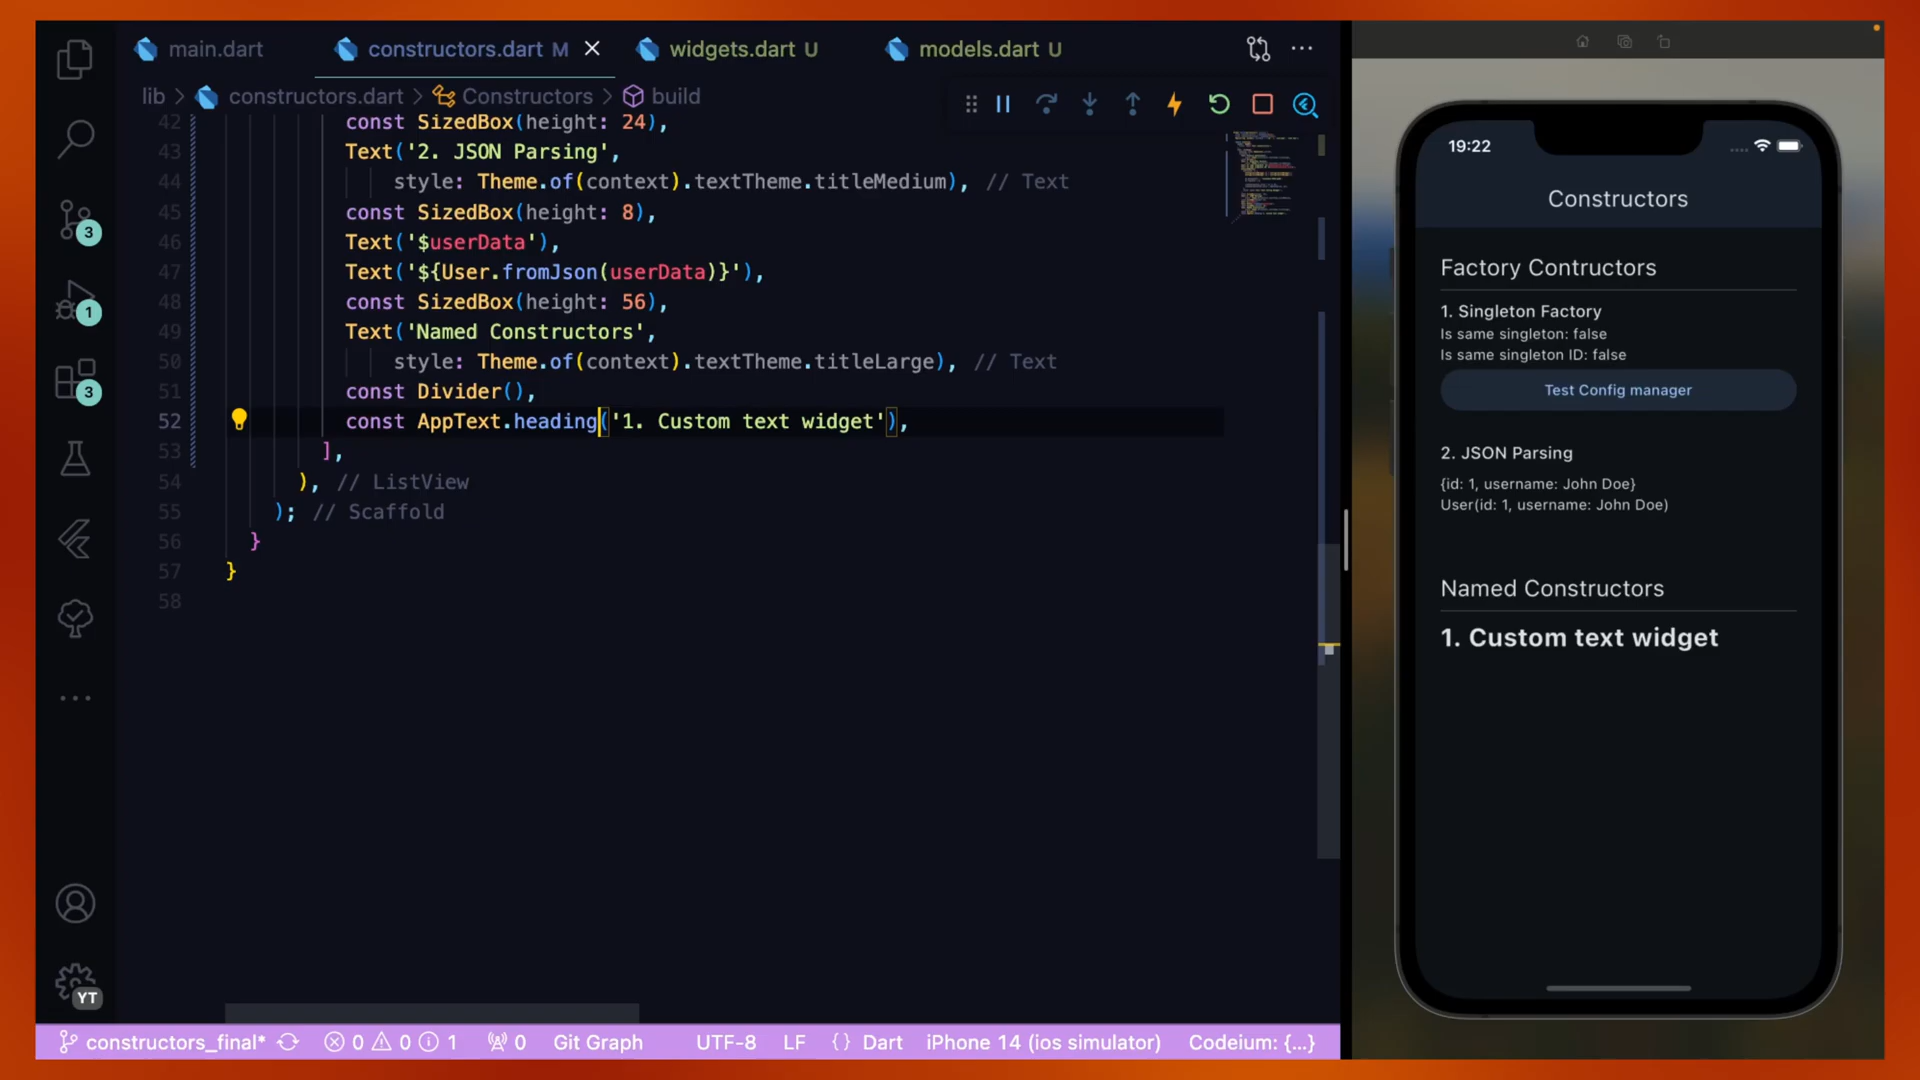 main.dart
constructors.dart M
widgets.dart U
models.dart U
lib > constructors.dart > Constructors > build
42 const SizedBox(height: 24),
43 Text('2. JSON Parsing',
44 style: Theme.of(context).textTheme.titleMedium), // Text
45 const SizedBox(height: 8),
46 Text('$userData'),
47 Text('${User.fromJson(userData)}'),
48 const SizedBox(height: 56),
49 Text('Named Constructors',
50 style: Theme.of(context).textTheme.titleLarge), // Text
51 const Divider(),
52 const AppText.heading('1. Custom text widget'),
53 ],
54 ), // ListView
55 ); // Scaffold
56 }
57 }
58
3
1
3
YT
constructors_final* 0 0 1 0 Git Graph UTF-8 LF {} Dart iPhone 14 (ios simulator) Codeium: {...}
19:22
Constructors
Factory Contructors
1. Singleton Factory
Is same singleton: false
Is same singleton ID: false
Test Config manager
2. JSON Parsing
{id: 1, username: John Doe}
User(id: 1, username: John Doe)
Named Constructors
1. Custom text widget